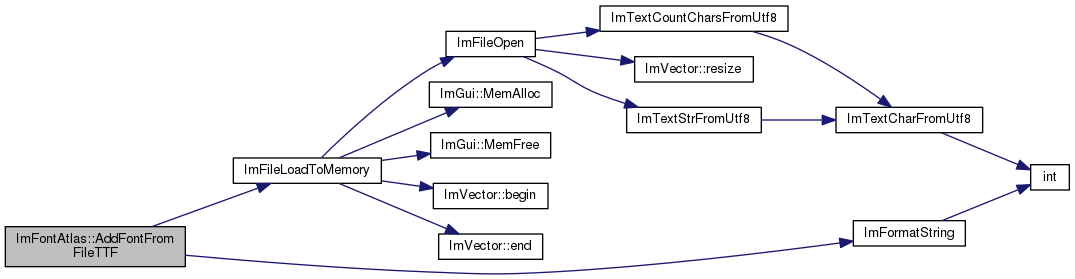 ImFontAtlas::AddFontFrom
FileTTF
ImFileLoadToMemory
ImFileOpen
ImGui::MemAlloc
ImGui::MemFree
ImVector::begin
ImVector::end
ImTextCountCharsFromUtf8
ImVector::resize
ImTextStrFromUtf8
ImTextCharFromUtf8
ImFormatString
int